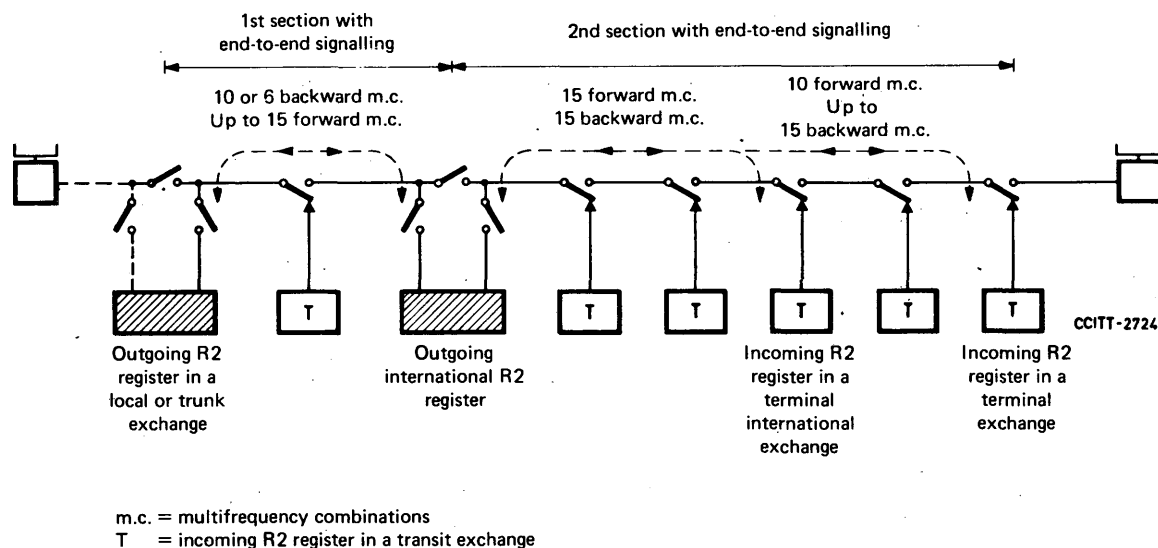 1st section with
end-to-end signalling
2nd section with end-to-end signalling
10 or 6 backward m.c.
Up to 15 forward m.c.
15 forward m.c.
15 backward m.c.
10 forward m.c.
Up to
15 backward m.c.
T
T
T
T
T
T
CCITT-2724
Outgoing R2
register in a
local or trunk
exchange
Outgoing
international R2
register
Incoming R2
register in a
terminal
international
exchange
Incoming R2
register in a
terminal
exchange
m.c. = multifrequency combinations
T = incoming R2 register in a transit exchange